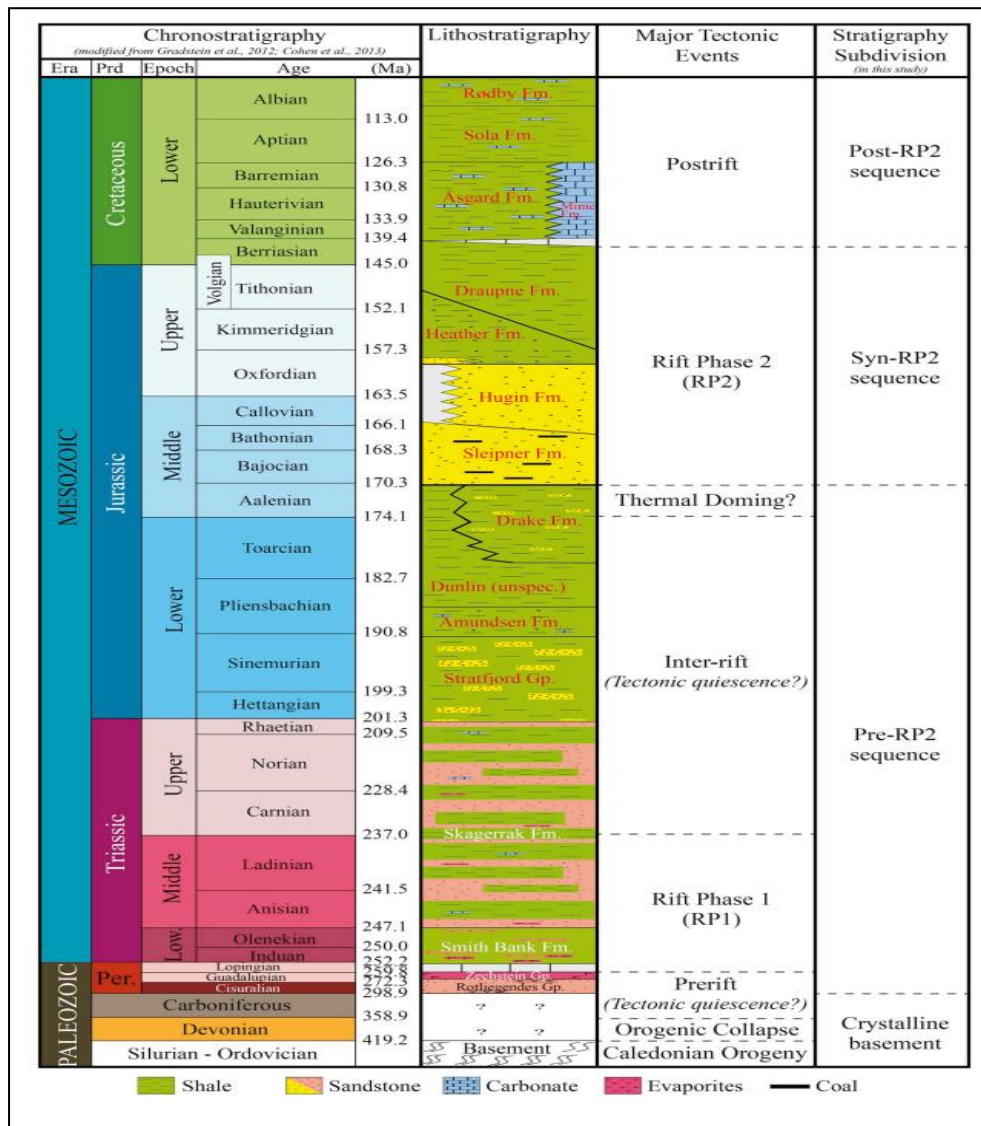 Chronostratigraphy
(modified from Gradstein et al., 2012; Cohen et al., 2013)
Era Prd Epoch Age (Ma)
Lithostratigraphy
Major Tectonic
Events
Stratigraphy
Subdivision
(in this study)
MESOZOIC
PALEOZOIC
Cretaceous
Jurassic
Triassic
Per.
Lower
Upper
Middle
Lower
Upper
Middle
Low.
Volgian
Albian
113.0
Aptian
126.3
Barremian
130.8
Hauterivian
133.9
Valanginian
139.4
Berriasian
145.0
Tithonian
152.1
Kimmeridgian
157.3
Oxfordian
163.5
Callovian
166.1
Bathonian
168.3
Bajocian
170.3
Aalenian
174.1
Toarcian
182.7
Pliensbachian
190.8
Sinemurian
199.3
Hettangian
201.3
Rhaetian
209.5
Norian
228.4
Carnian
237.0
Ladinian
241.5
Anisian
247.1
Olenekian
250.0
Induan
252.2
Lopingian
Guadalupian
272.3
Cisuralian
298.9
Carboniferous
358.9
Devonian
419.2
Silurian - Ordovician
Rødby Fm.
Sola Fm.
Åsgard Fm.
Mime
Fm.
Draupne Fm.
Heather Fm.
Hugin Fm.
Sleipner Fm.
Drake Fm.
Dunlin (unspec.)
Amundsen Fm.
Stratfjord Gp.
Skagerrak Fm.
Smith Bank Fm.
Zechstein Gp.
Rotliegendes Gp.
? ?
? ?
Basement
Postrift
Rift Phase 2
(RP2)
Thermal Doming?
Inter-rift
(Tectonic quiescence?)
Rift Phase 1
(RP1)
Prerift
(Tectonic quiescence?)
Orogenic Collapse
Caledonian Orogeny
Post-RP2
sequence
Syn-RP2
sequence
Pre-RP2
sequence
Crystalline
basement
Shale Sandstone Carbonate Evaporites Coal